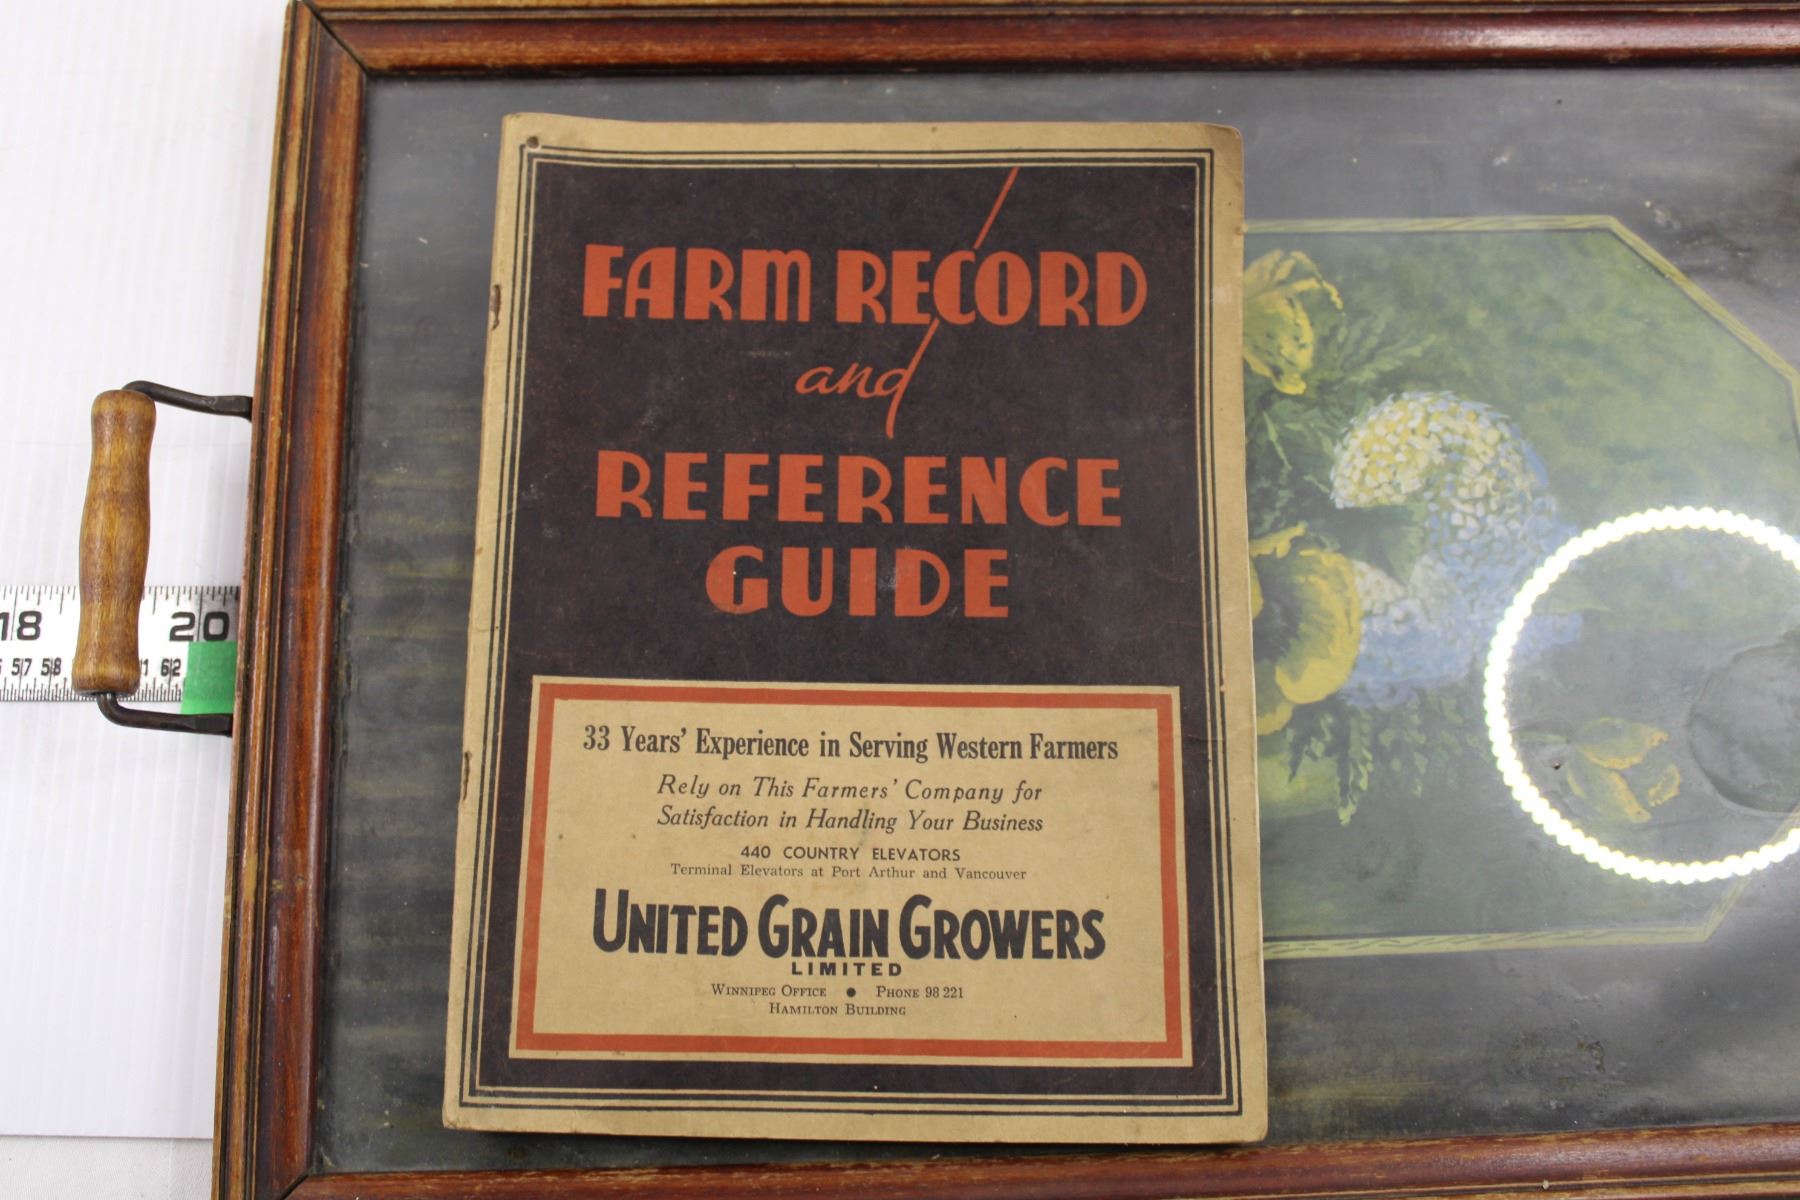 FARM RECORD
and
REFERENCE
GUIDE
33 Years' Experience in Serving Western Farmers
Rely on This Farmers' Company for
Satisfaction in Handling Your Business
440 COUNTRY ELEVATORS
Terminal Elevators at Port Arthur and Vancouver
UNITED GRAIN GROWERS
LIMITED
WINNIPEG OFFICE • PHONE 98 221
HAMILTON BUILDING
18 20
57 58 62